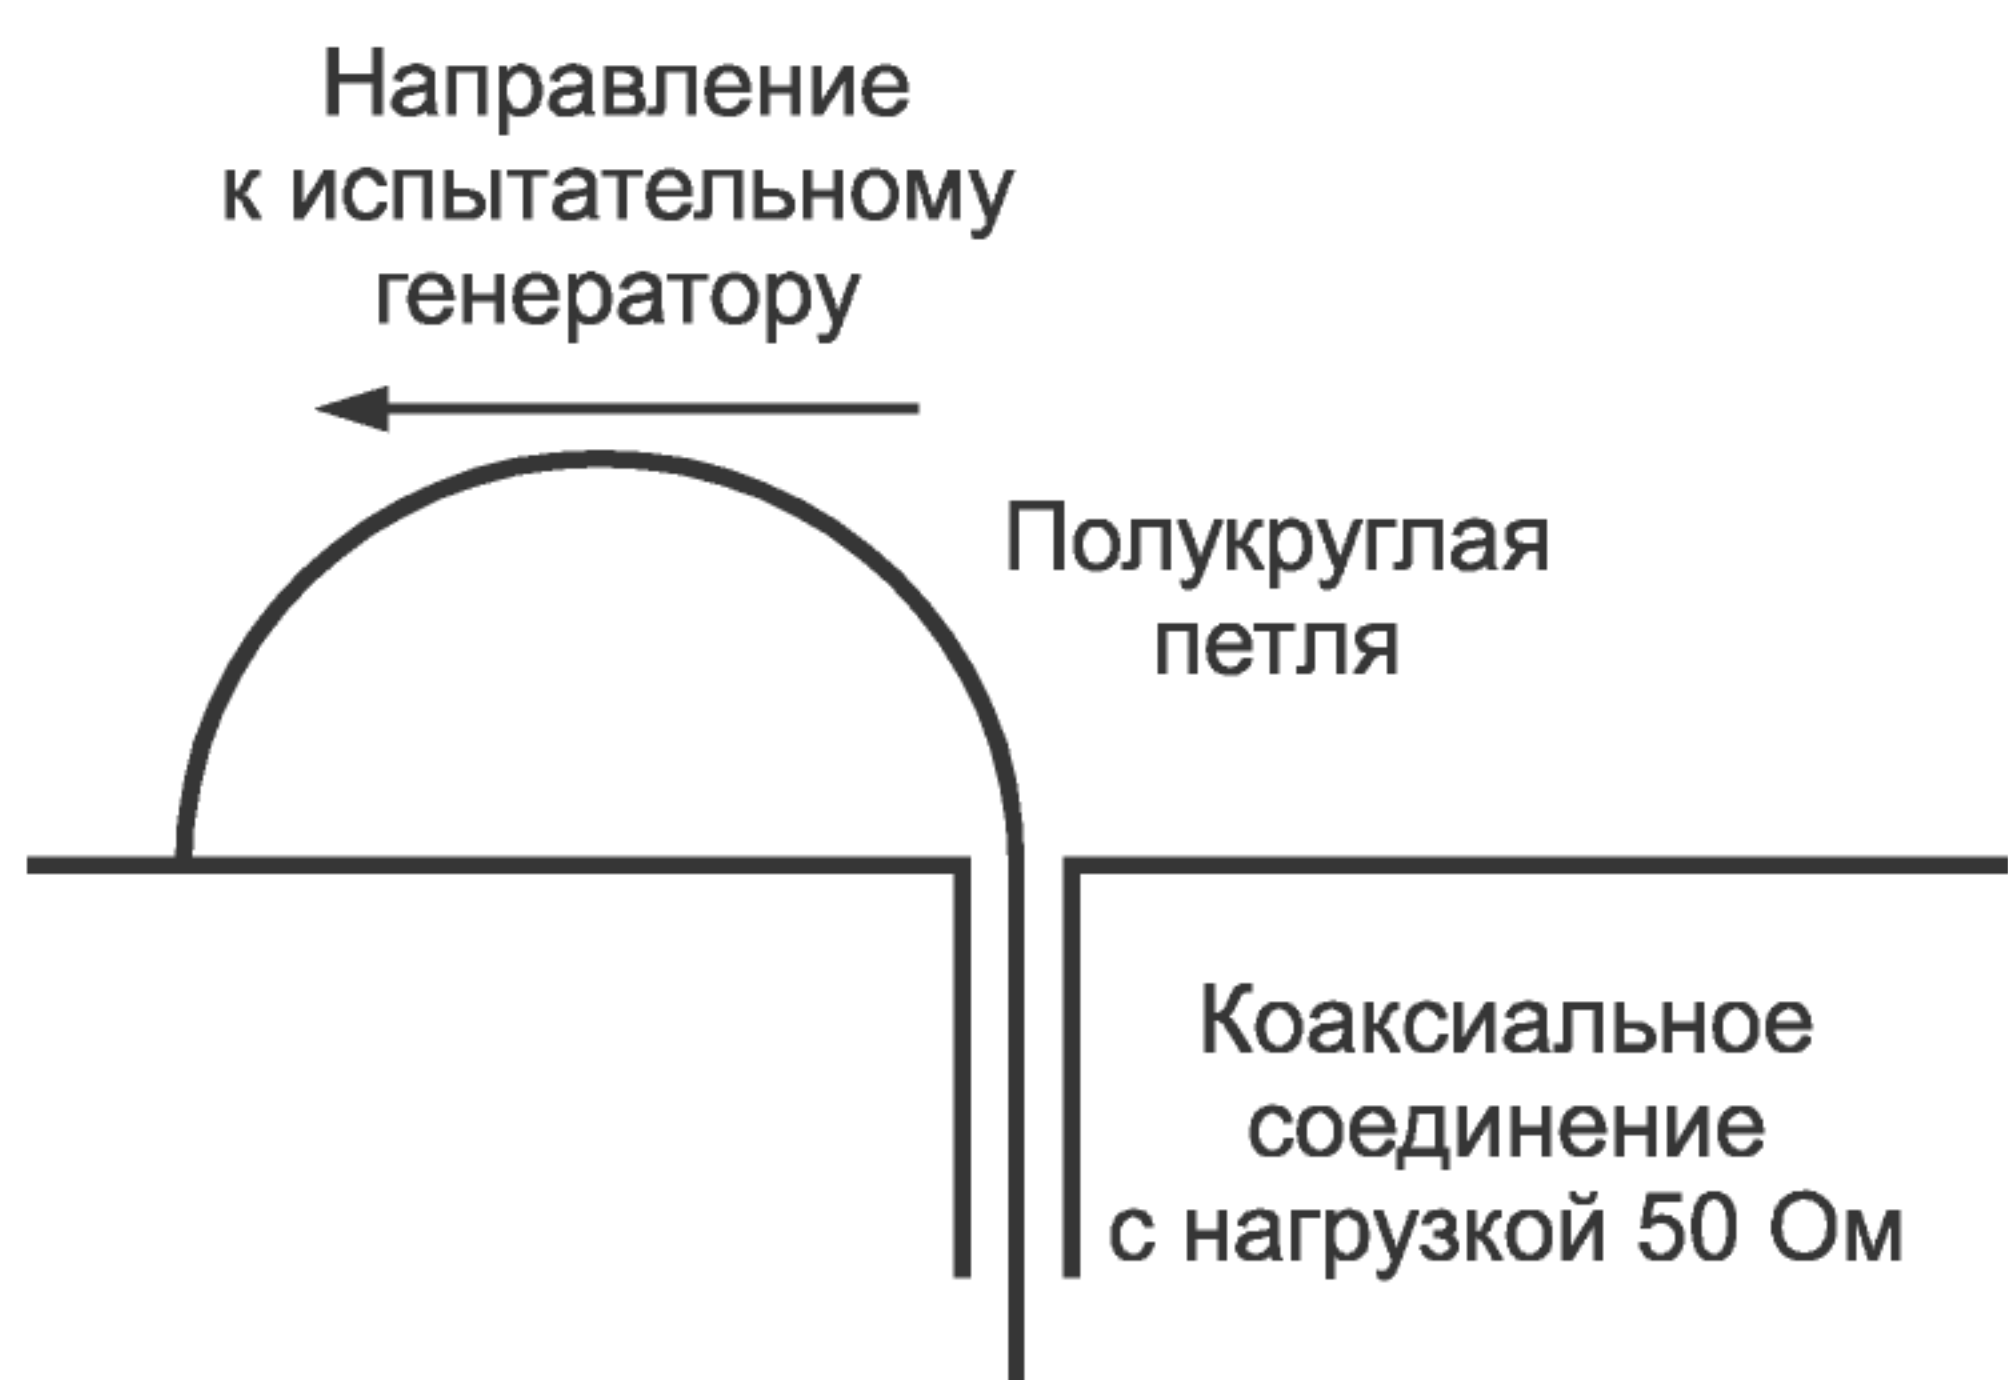 Направление
к испытательному
генератору
Полукруглая
петля
Коаксиальное
соединение
с нагрузкой 50 Ом